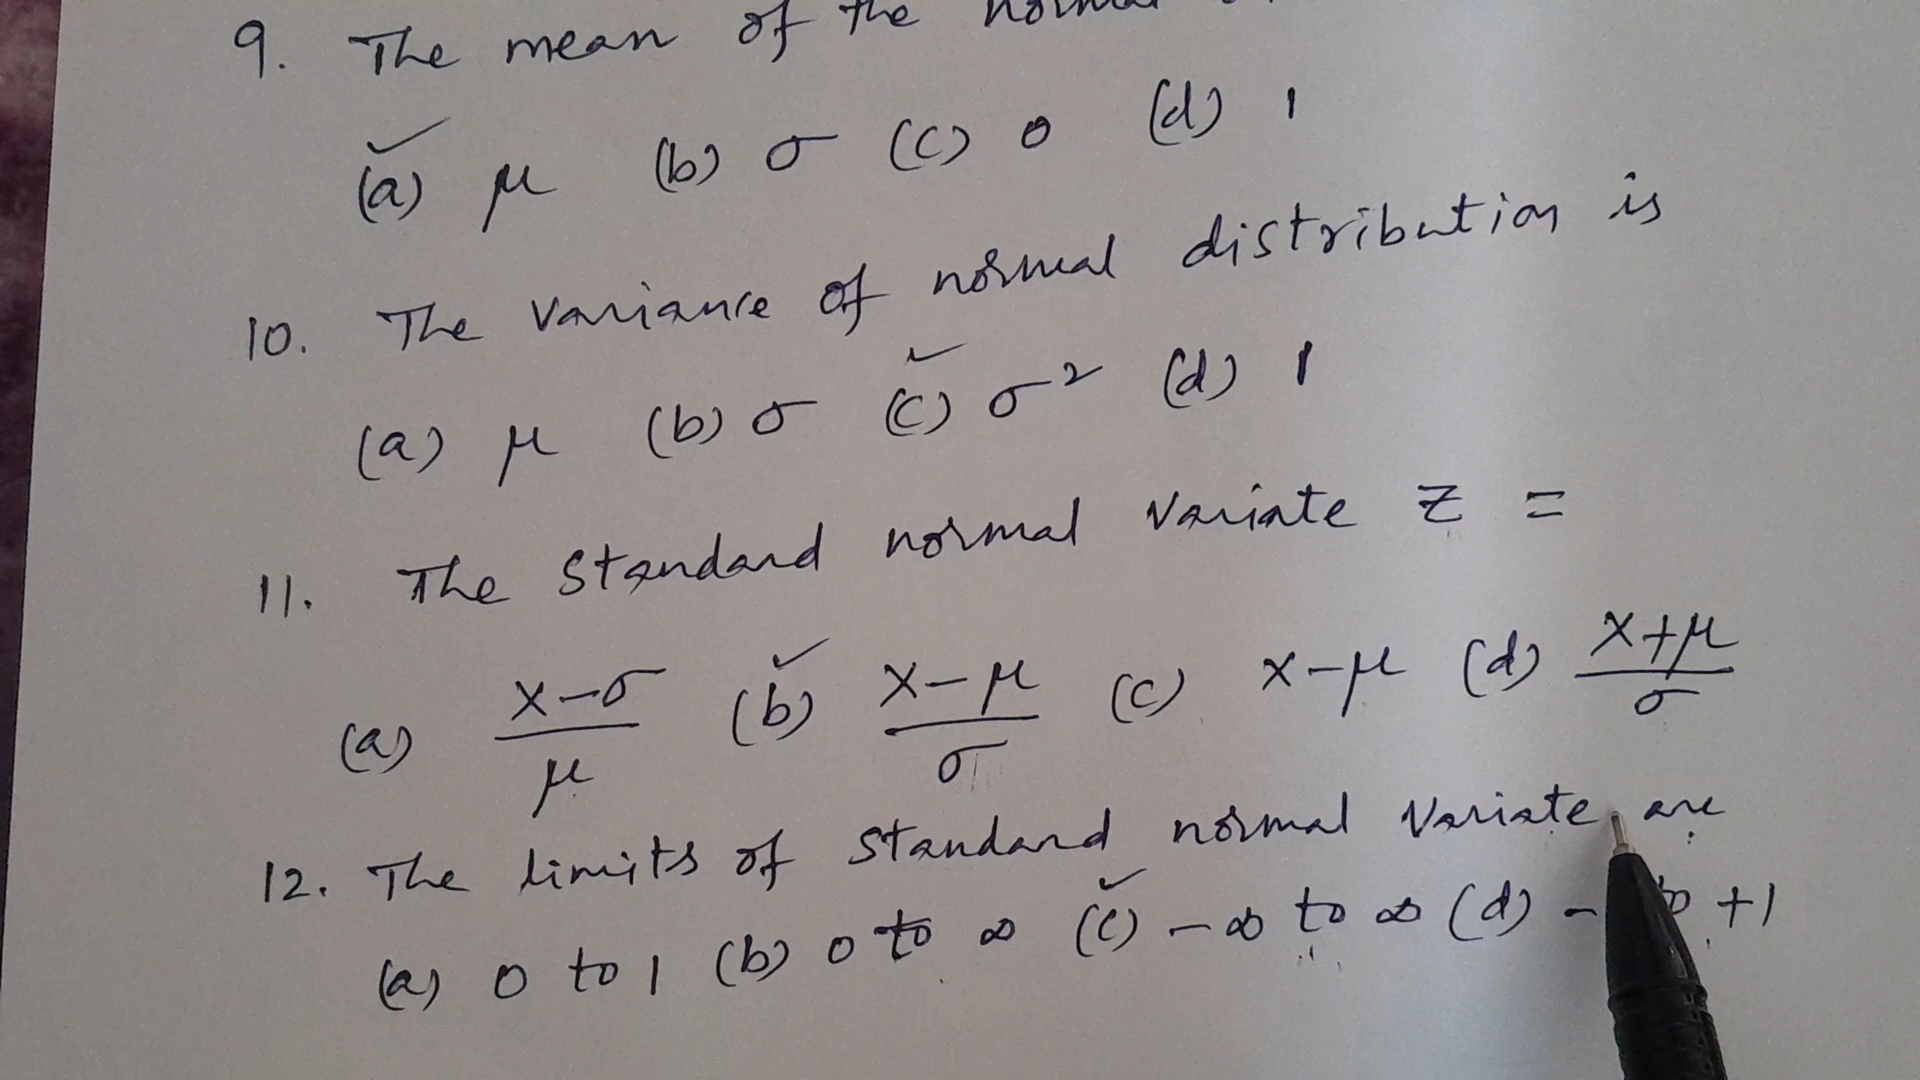 9. The mean of the normal
(a) μ (b) σ (c) 0 (d) 1
10. The variance of normal distribution is
(a) μ (b) σ (c) σ² (d) 1
11. The standard normal variate z =
(a) x-σ/μ (b) x-μ/σ (c) x-μ (d) x+μ/σ
12. The limits of standard normal variate are
(a) 0 to 1 (b) 0 to ∞ (c) -∞ to ∞ (d) - +1